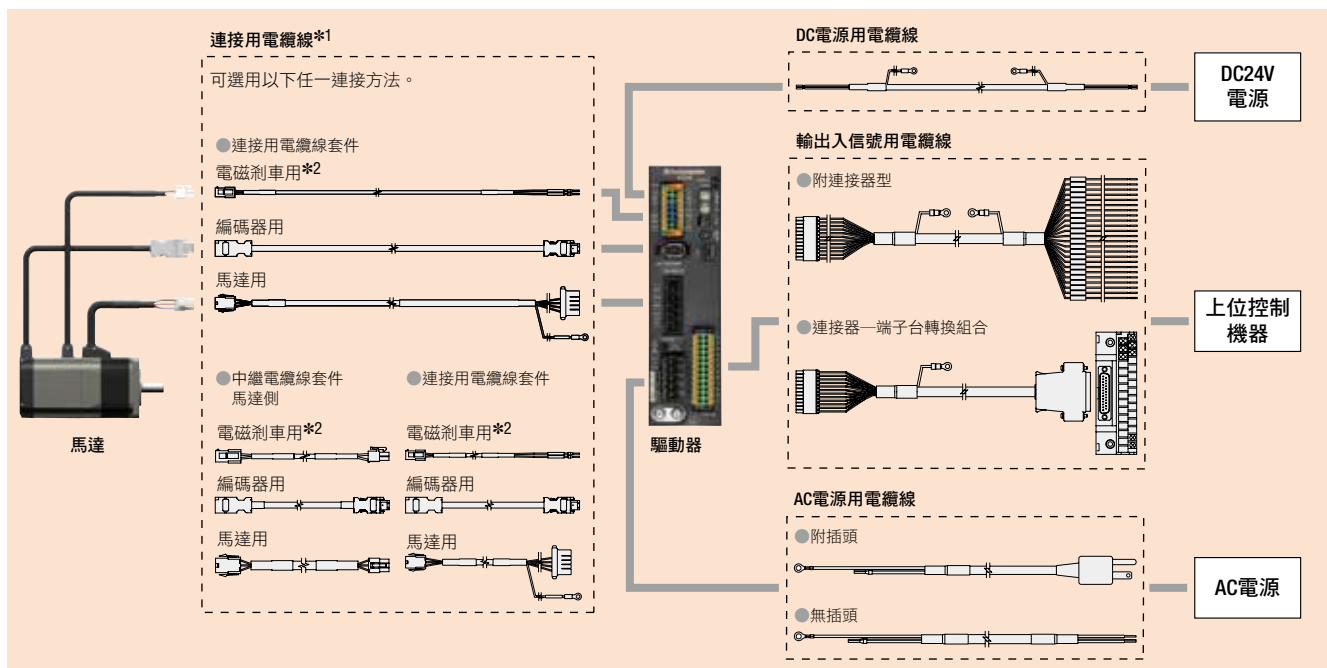 連接用電纜線*1
可選用以下任一連接方法。
●連接用電纜線套件
電磁剎車用*2
編碼器用
馬達用
●中繼電纜線套件
馬達側
電磁剎車用*2
編碼器用
馬達用
●連接用電纜線套件
電磁剎車用*2
編碼器用
馬達用
馬達
驅動器
DC電源用電纜線
DC24V
電源
輸出入信號用電纜線
●附連接器型
●連接器—端子台轉換組合
上位控制
機器
AC電源用電纜線
●附插頭
●無插頭
AC電源